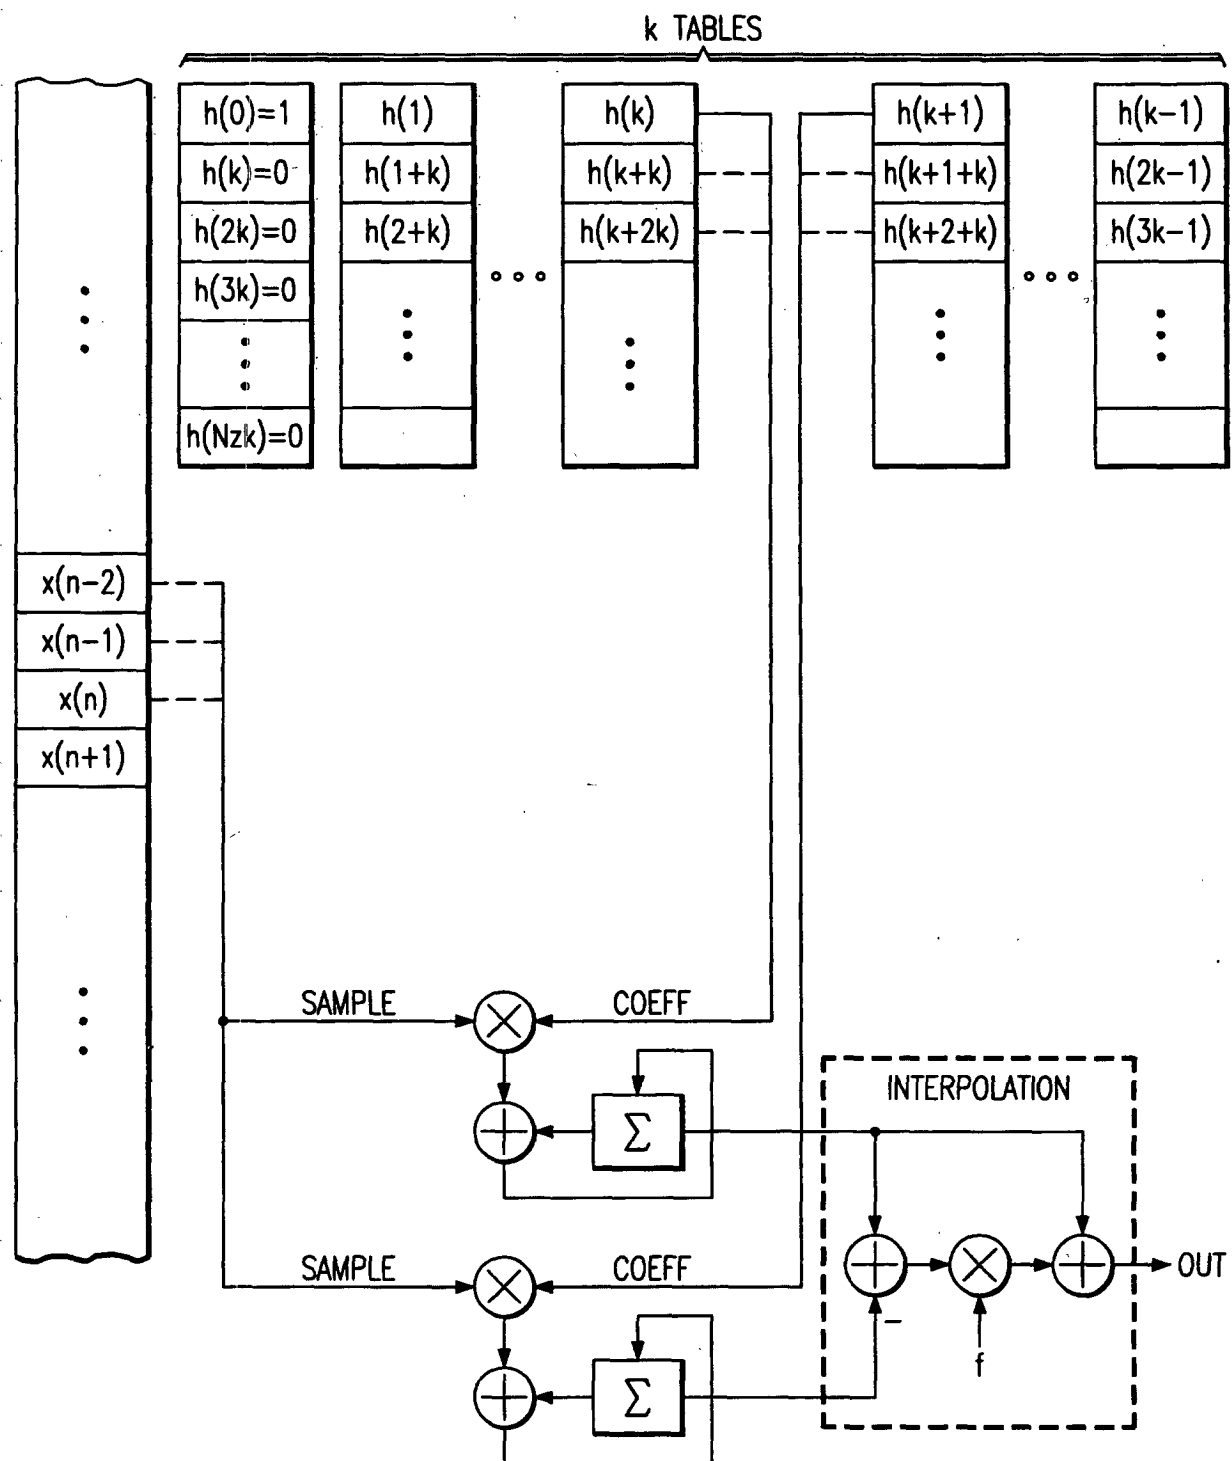 k TABLES
h(0)=1 h(1) h(k) h(k+1) h(k-1)
h(k)=0 h(1+k) h(k+k) h(k+1+k) h(2k-1)
h(2k)=0 h(2+k) h(k+2k) h(k+2+k) h(3k-1)
h(3k)=0
h(Nzk)=0
x(n-2)
x(n-1)
x(n)
x(n+1)
SAMPLE COEFF
INTERPOLATION
Σ
SAMPLE COEFF OUT
f
Σ